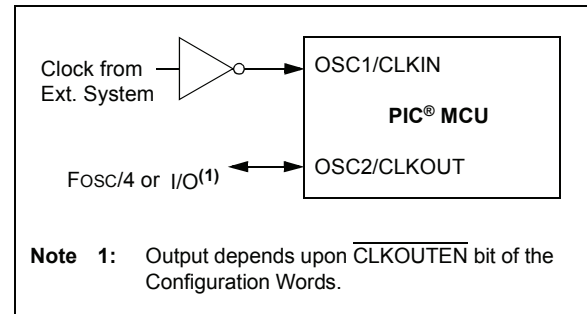 Clock from
Ext. System
OSC1/CLKIN
PIC® MCU
FOSC/4 or I/O(1)
OSC2/CLKOUT
Note 1: Output depends upon CLKOUTEN bit of the
Configuration Words.